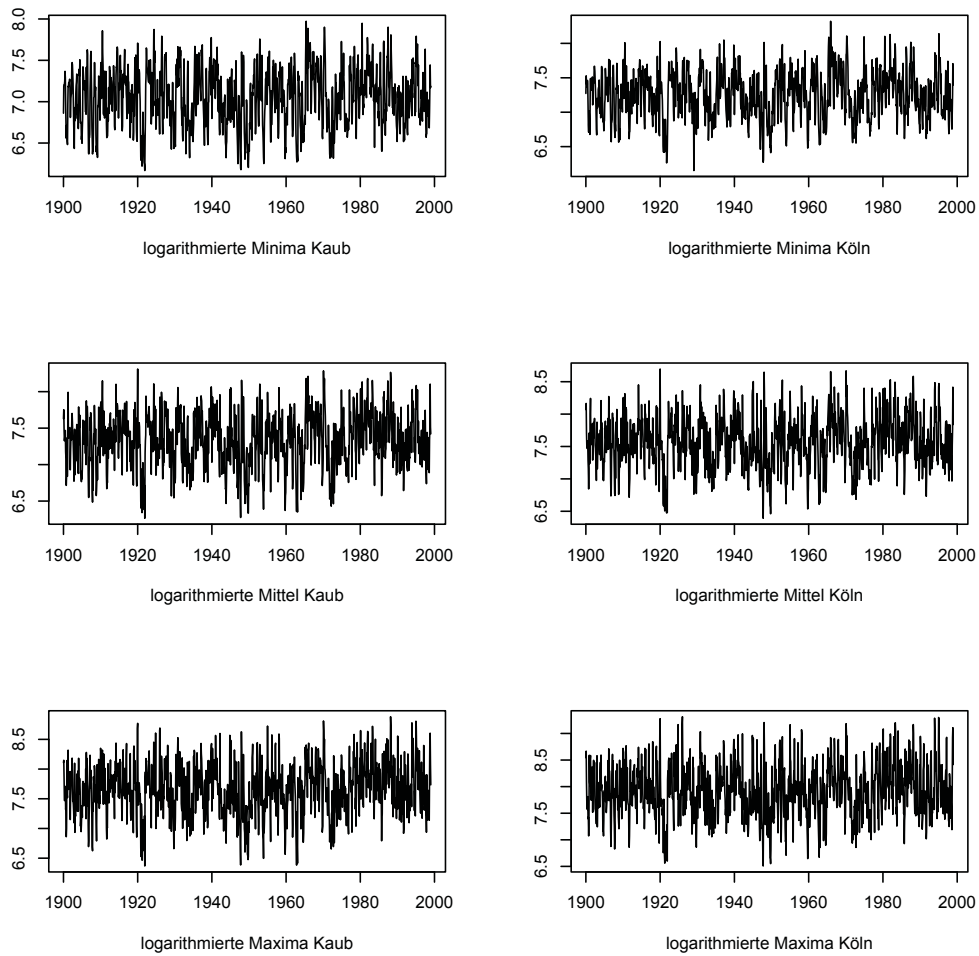 8.0
7.5
7.0
6.5
1900 1920 1940 1960 1980 2000
logarithmierte Minima Kaub
7.5
6.5
1900 1920 1940 1960 1980 2000
logarithmierte Minima Köln
7.5
6.5
1900 1920 1940 1960 1980 2000
logarithmierte Mittel Kaub
8.5
7.5
6.5
1900 1920 1940 1960 1980 2000
logarithmierte Mittel Köln
8.5
7.5
6.5
1900 1920 1940 1960 1980 2000
logarithmierte Maxima Kaub
8.5
7.5
6.5
1900 1920 1940 1960 1980 2000
logarithmierte Maxima Köln